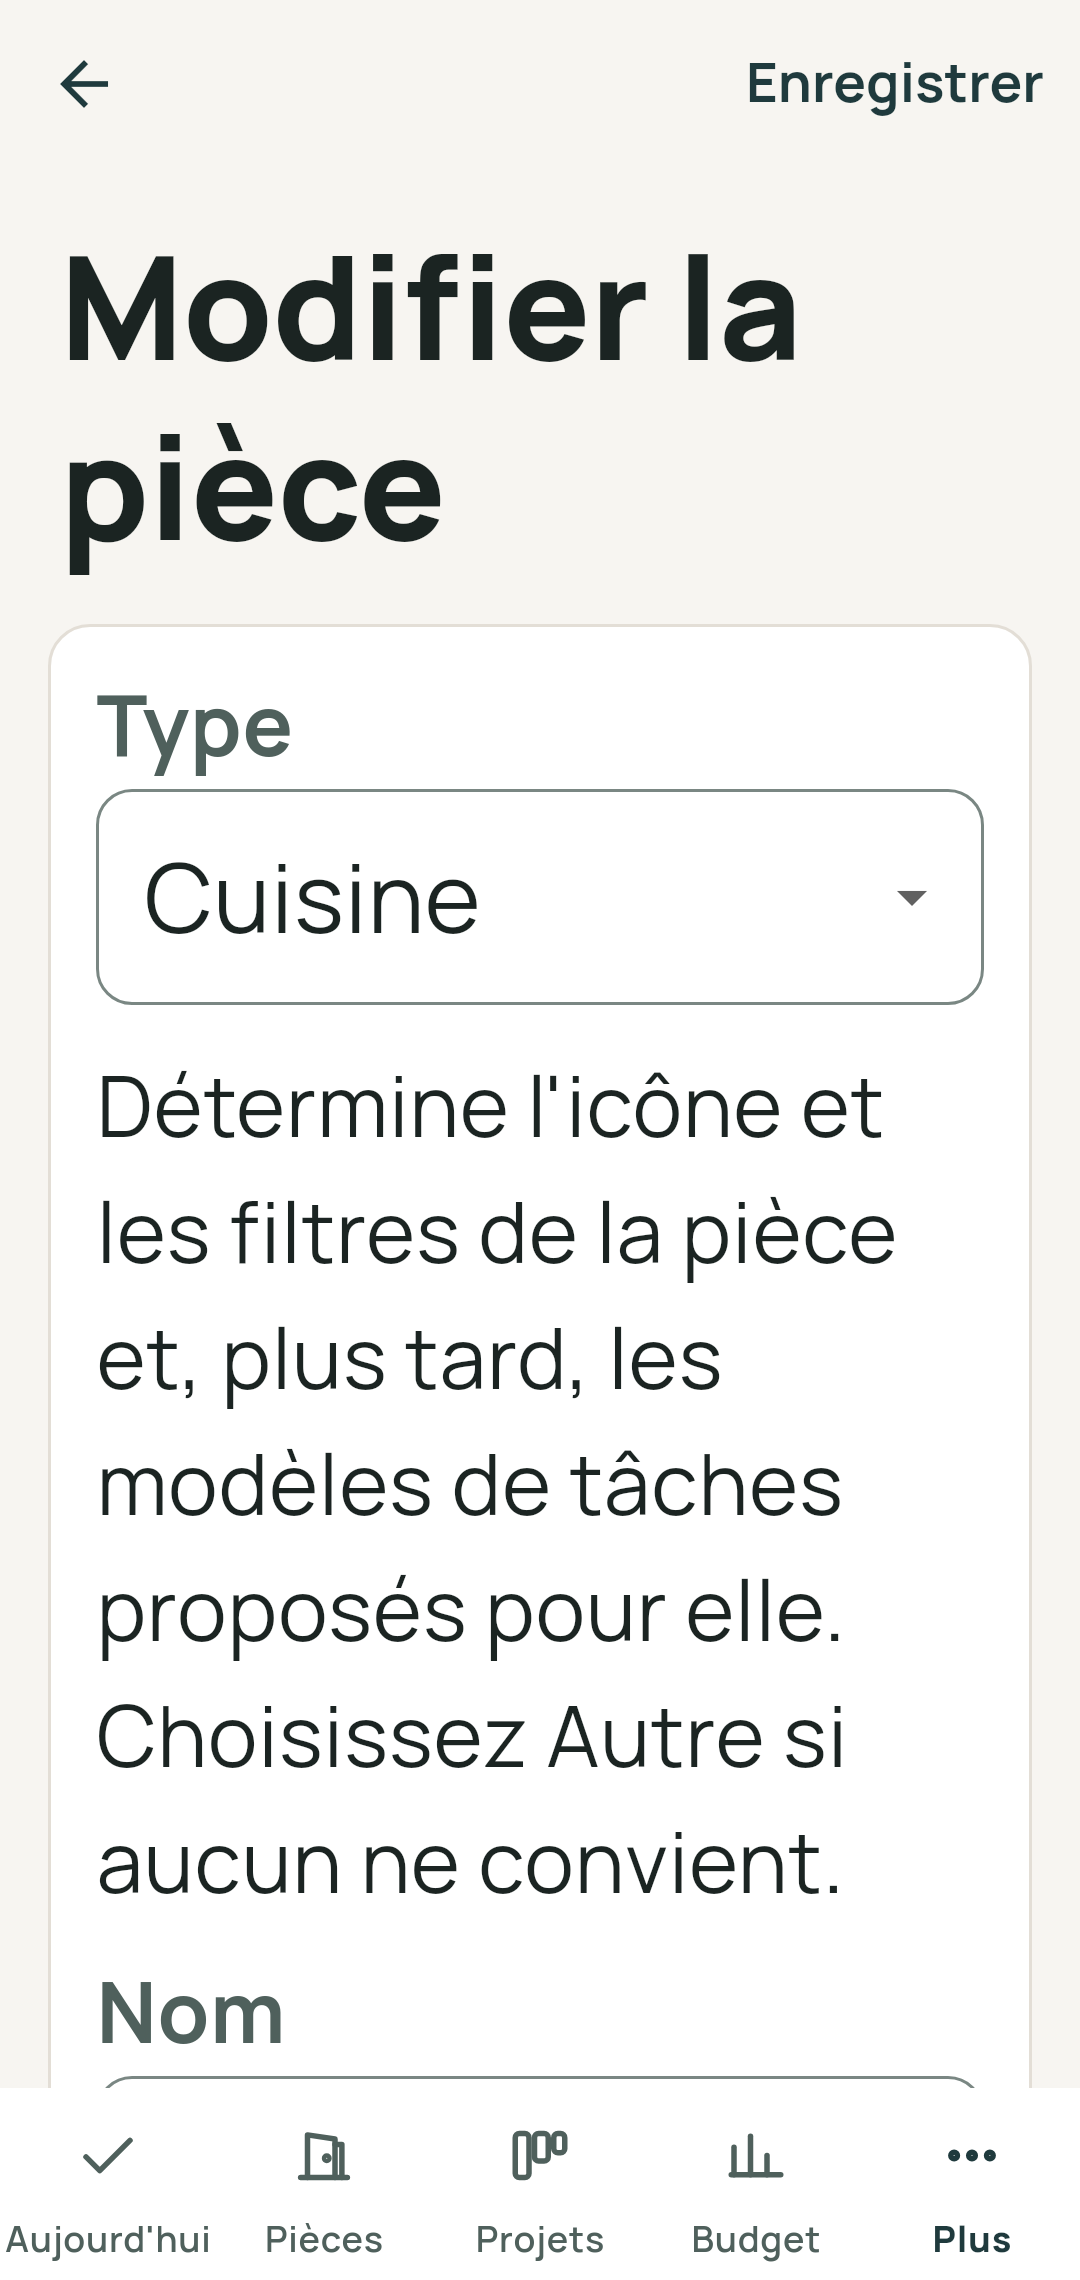 Enregistrer
Modifier la
pièce
Type
Cuisine
Détermine l'icône et
les filtres de la pièce
et, plus tard, les
modèles de tâches
proposés pour elle.
Choisissez Autre si
aucun ne convient.
Nom
Aujourd'hui
Pièces
Projets
Budget
Plus